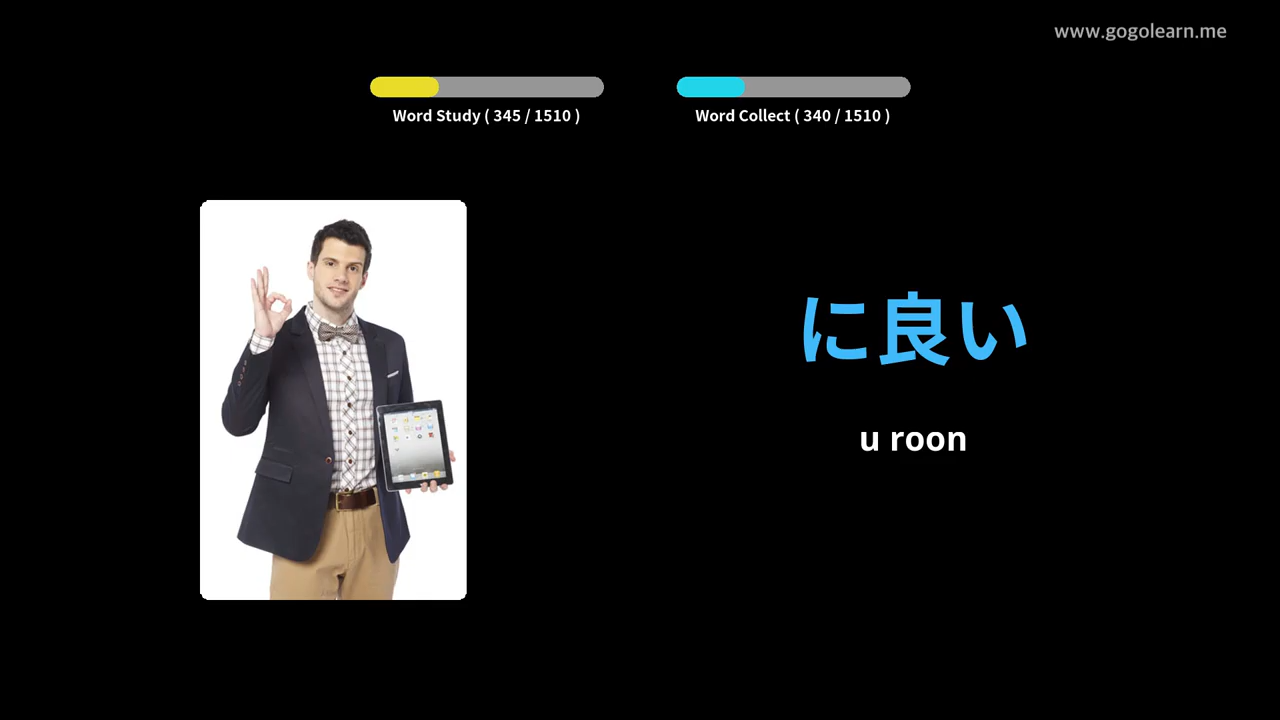 www.gogolearn.me
Word Study ( 345 / 1510 )
Word Collect ( 340 / 1510 )
に良い
u roon